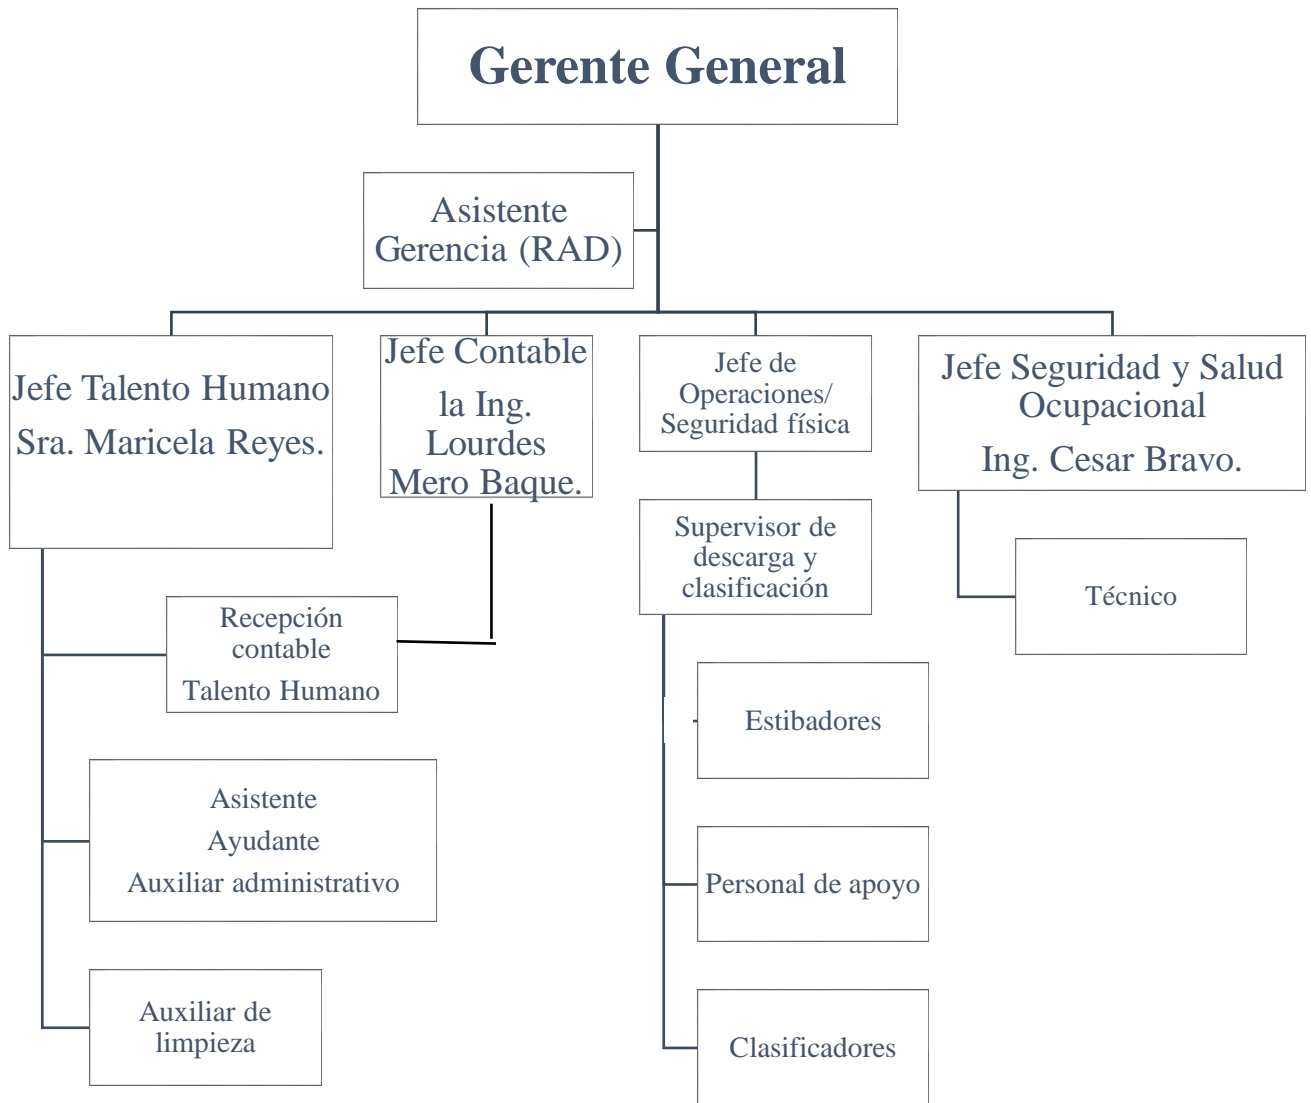 Gerente General
Asistente
Gerencia (RAD)
Jefe Talento Humano
Sra. Maricela Reyes.
Jefe Contable
la Ing.
Lourdes
Mero Baque.
Jefe de
Operaciones/
Seguridad física
Jefe Seguridad y Salud
Ocupacional
Ing. Cesar Bravo.
Supervisor de
descarga y
clasificación
Técnico
Recepción
contable
Talento Humano
Estibadores
Asistente
Ayudante
Auxiliar administrativo
Personal de apoyo
Auxiliar de
limpieza
Clasificadores